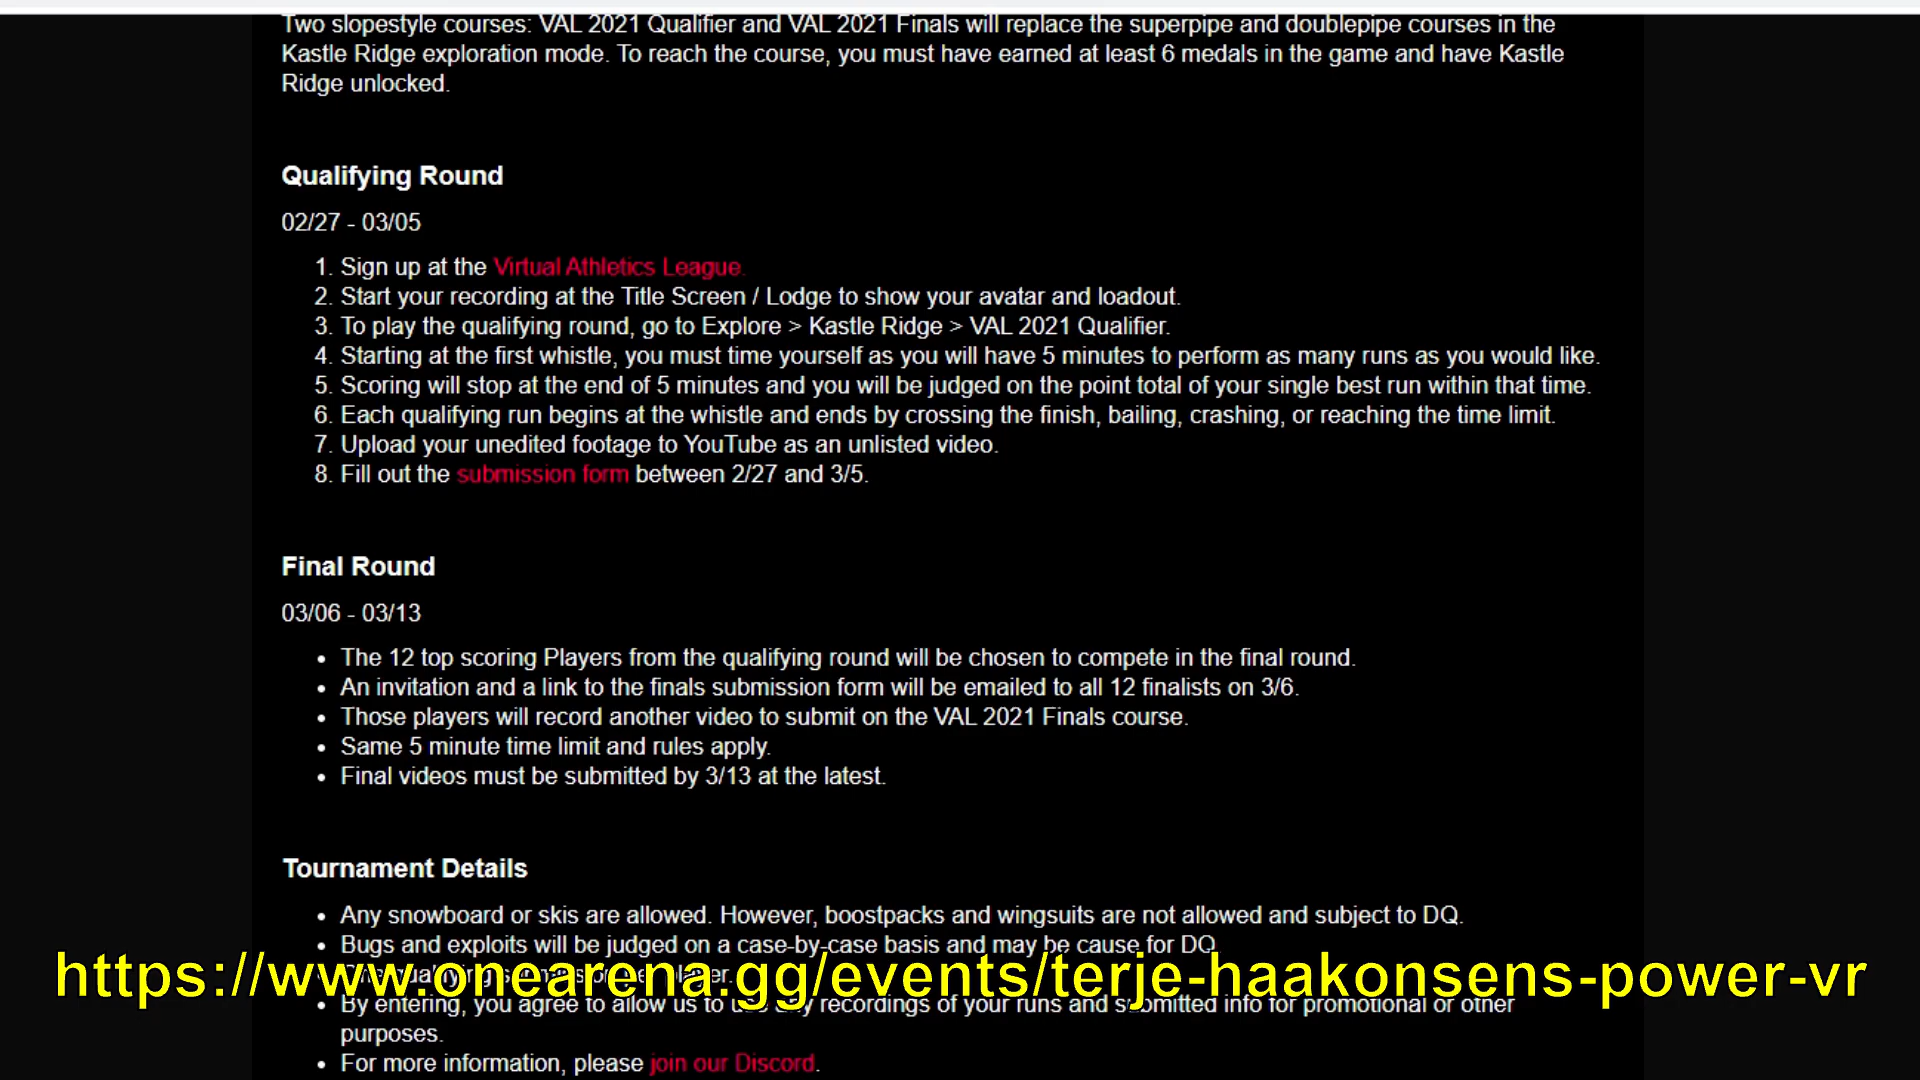 Two slopestyle courses: VAL 2021 Qualifier and VAL 2021 Finals will replace the superpipe and doublepipe courses in the
Kastle Ridge exploration mode. To reach the course, you must have earned at least 6 medals in the game and have Kastle
Ridge unlocked.
Qualifying Round
02/27 - 03/05
1. Sign up at the Virtual Athletics League.
2. Start your recording at the Title Screen / Lodge to show your avatar and loadout.
3. To play the qualifying round, go to Explore > Kastle Ridge > VAL 2021 Qualifier.
4. Starting at the first whistle, you must time yourself as you will have 5 minutes to perform as many runs as you would like.
5. Scoring will stop at the end of 5 minutes and you will be judged on the point total of your single best run within that time.
6. Each qualifying run begins at the whistle and ends by crossing the finish, bailing, crashing, or reaching the time limit.
7. Upload your unedited footage to YouTube as an unlisted video.
8. Fill out the submission form between 2/27 and 3/5.
Final Round
03/06 - 03/13
• The 12 top scoring Players from the qualifying round will be chosen to compete in the final round.
• An invitation and a link to the finals submission form will be emailed to all 12 finalists on 3/6.
• Those players will record another video to submit on the VAL 2021 Finals course.
• Same 5 minute time limit and rules apply.
• Final videos must be submitted by 3/13 at the latest.
Tournament Details
• Any snowboard or skis are allowed. However, boostpacks and wingsuits are not allowed and subject to DQ.
• Bugs and exploits will be judged on a case-by-case basis and may be cause for DQ.
https://www.onearena.gg/events/terje-haakonsens-power-vr
• By entering, you agree to allow us to use any recordings of your runs and submitted info for promotional or other
purposes.
• For more information, please join our Discord.